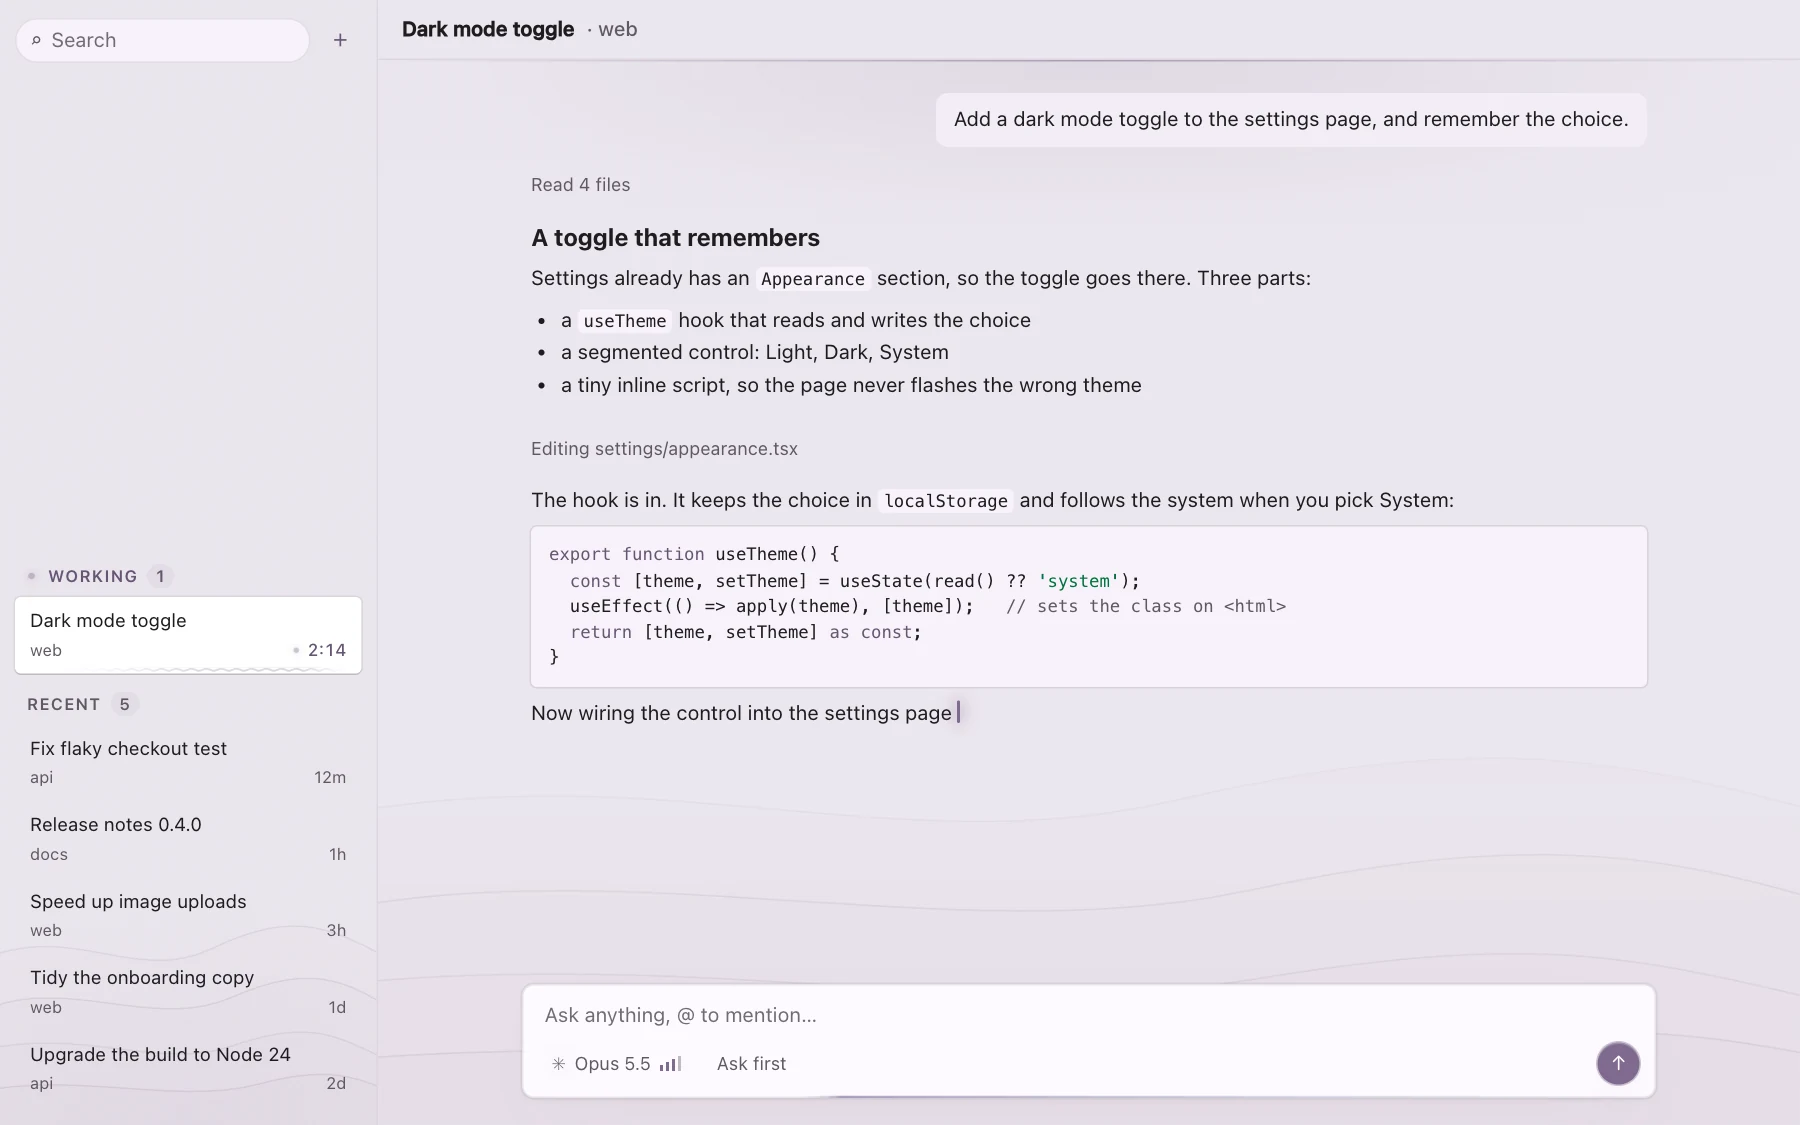 Search
+
WORKING 1
Dark mode toggle
web
2:14
RECENT 5
Fix flaky checkout test
api
12m
Release notes 0.4.0
docs
1h
Speed up image uploads
web
3h
Tidy the onboarding copy
web
1d
Upgrade the build to Node 24
api
2d
Dark mode toggle · web
Add a dark mode toggle to the settings page, and remember the choice.
Read 4 files
A toggle that remembers
Settings already has an Appearance section, so the toggle goes there. Three parts:
• a useTheme hook that reads and writes the choice
• a segmented control: Light, Dark, System
• a tiny inline script, so the page never flashes the wrong theme
Editing settings/appearance.tsx
The hook is in. It keeps the choice in localStorage and follows the system when you pick System:
export function useTheme() {
  const [theme, setTheme] = useState(read() ?? 'system');
  useEffect(() => apply(theme), [theme]);   // sets the class on <html>
  return [theme, setTheme] as const;
}
Now wiring the control into the settings page
Ask anything, @ to mention...
Opus 5.5
Ask first